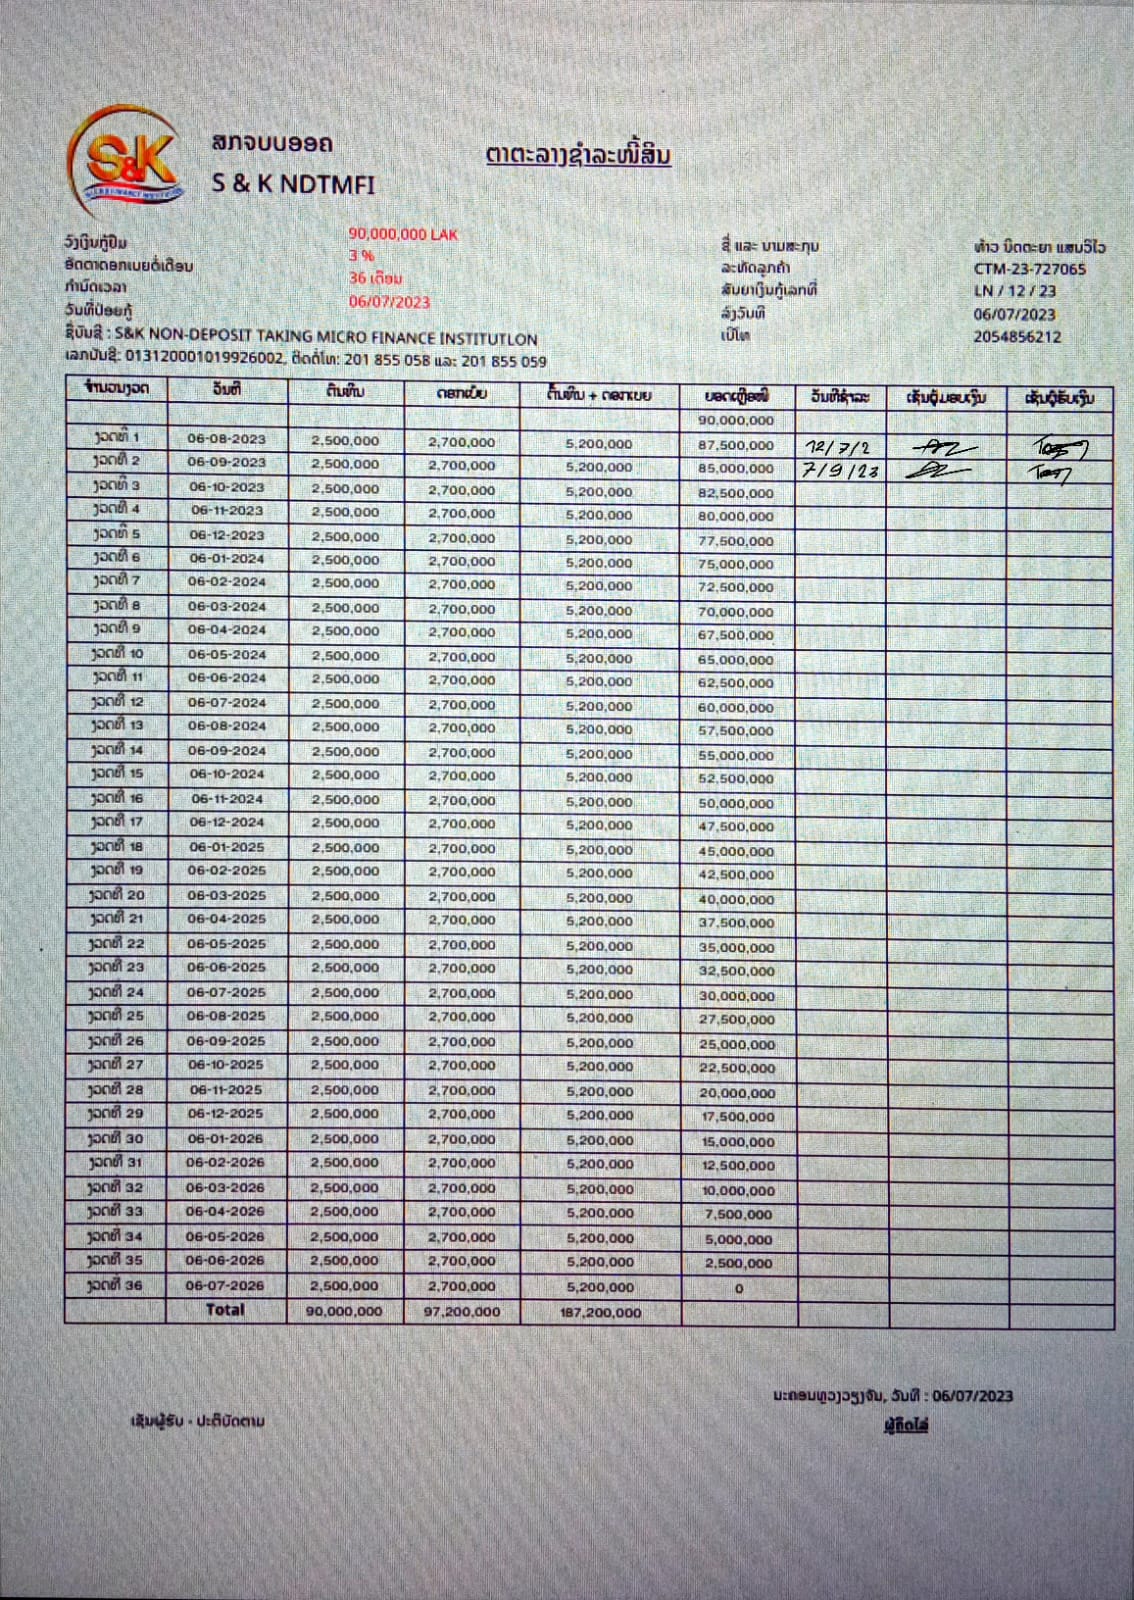 S&K
ສກຈບບອອຄ
S & K NDTMFI
ຕາຕະລາງຊຳລະໜີ້ສິນ
ວົງເງິນກູ້ຢືມ 90,000,000 LAK
ອັດຕາດອກເບຍຕໍ່ເດືອນ 3 %
ກຳນົດເວລາ 36 ເດືອນ
ວັນທີ່ປ່ອຍກູ້ 06/07/2023
ຊື່ບັນຊີ : S&K NON-DEPOSIT TAKING MICRO FINANCE INSTITUTLON
ເລກບັນຊີ: 013120001019926002, ຕິດຕໍ່ໂທ: 201 855 058 ແລະ 201 855 059
ຊື່ ແລະ ນາມສະກຸນ ທ້າວ ປິດຕະຍາ ແສນວິໄວ
ລະຫັດລູກຄ້າ CTM-23-727065
ສັນຍາເງິນກູ້ເລກທີ່ LN / 12 / 23
ລົງວັນທີ 06/07/2023
ເບີໂທ 2054856212
ຈຳນວນງວດ ວັນທີ ຕົ້ນທຶນ ດອກເບ້ຍ ຕົ້ນທຶນ + ດອກເບຍ ຍອດເຫຼືອໜີ້ ວັນທີຊຳລະ ເຊັນຜູ້ມອບເງິນ ເຊັນຜູ້ຮັບເງິນ
90,000,000
ງວດທີ 1 06-08-2023 2,500,000 2,700,000 5,200,000 87,500,000 12/7/2
ງວດທີ 2 06-09-2023 2,500,000 2,700,000 5,200,000 85,000,000 7/9/23
ງວດທີ 3 06-10-2023 2,500,000 2,700,000 5,200,000 82,500,000
ງວດທີ 4 06-11-2023 2,500,000 2,700,000 5,200,000 80,000,000
ງວດທີ 5 06-12-2023 2,500,000 2,700,000 5,200,000 77,500,000
ງວດທີ 6 06-01-2024 2,500,000 2,700,000 5,200,000 75,000,000
ງວດທີ 7 06-02-2024 2,500,000 2,700,000 5,200,000 72,500,000
ງວດທີ 8 06-03-2024 2,500,000 2,700,000 5,200,000 70,000,000
ງວດທີ 9 06-04-2024 2,500,000 2,700,000 5,200,000 67,500,000
ງວດທີ 10 06-05-2024 2,500,000 2,700,000 5,200,000 65,000,000
ງວດທີ 11 06-06-2024 2,500,000 2,700,000 5,200,000 62,500,000
ງວດທີ 12 06-07-2024 2,500,000 2,700,000 5,200,000 60,000,000
ງວດທີ 13 06-08-2024 2,500,000 2,700,000 5,200,000 57,500,000
ງວດທີ 14 06-09-2024 2,500,000 2,700,000 5,200,000 55,000,000
ງວດທີ 15 06-10-2024 2,500,000 2,700,000 5,200,000 52,500,000
ງວດທີ 16 06-11-2024 2,500,000 2,700,000 5,200,000 50,000,000
ງວດທີ 17 06-12-2024 2,500,000 2,700,000 5,200,000 47,500,000
ງວດທີ 18 06-01-2025 2,500,000 2,700,000 5,200,000 45,000,000
ງວດທີ 19 06-02-2025 2,500,000 2,700,000 5,200,000 42,500,000
ງວດທີ 20 06-03-2025 2,500,000 2,700,000 5,200,000 40,000,000
ງວດທີ 21 06-04-2025 2,500,000 2,700,000 5,200,000 37,500,000
ງວດທີ 22 06-05-2025 2,500,000 2,700,000 5,200,000 35,000,000
ງວດທີ 23 06-06-2025 2,500,000 2,700,000 5,200,000 32,500,000
ງວດທີ 24 06-07-2025 2,500,000 2,700,000 5,200,000 30,000,000
ງວດທີ 25 06-08-2025 2,500,000 2,700,000 5,200,000 27,500,000
ງວດທີ 26 06-09-2025 2,500,000 2,700,000 5,200,000 25,000,000
ງວດທີ 27 06-10-2025 2,500,000 2,700,000 5,200,000 22,500,000
ງວດທີ 28 06-11-2025 2,500,000 2,700,000 5,200,000 20,000,000
ງວດທີ 29 06-12-2025 2,500,000 2,700,000 5,200,000 17,500,000
ງວດທີ 30 06-01-2026 2,500,000 2,700,000 5,200,000 15,000,000
ງວດທີ 31 06-02-2026 2,500,000 2,700,000 5,200,000 12,500,000
ງວດທີ 32 06-03-2026 2,500,000 2,700,000 5,200,000 10,000,000
ງວດທີ 33 06-04-2026 2,500,000 2,700,000 5,200,000 7,500,000
ງວດທີ 34 06-05-2026 2,500,000 2,700,000 5,200,000 5,000,000
ງວດທີ 35 06-06-2026 2,500,000 2,700,000 5,200,000 2,500,000
ງວດທີ 36 06-07-2026 2,500,000 2,700,000 5,200,000 0
Total 90,000,000 97,200,000 187,200,000
ນະຄອນຫຼວງວຽງຈັນ, ວັນທີ : 06/07/2023
ເຊັນຜູ້ຮັບ - ປະຕິບັດຕາມ
ຜູ້ຄິດໄລ່